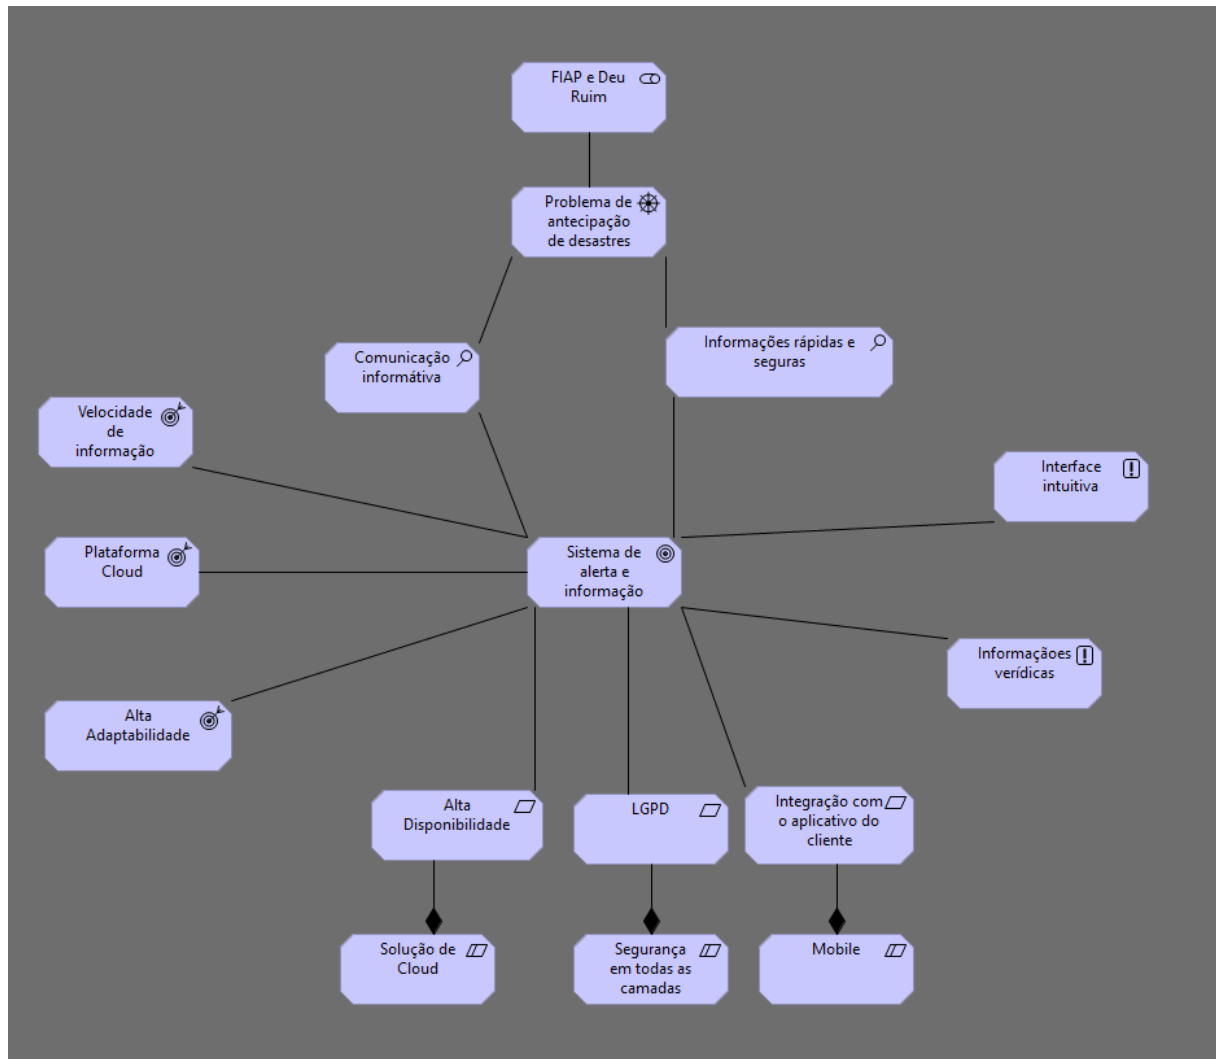 FIAP e Deu
Ruim
Problema de
antecipação
de desastres
Comunicação
informátiva
Informações rápidas e
seguras
Velocidade
de
informação
Interface
intuitiva
Plataforma
Cloud
Sistema de
alerta e
informação
Informaçãoes
verídicas
Alta
Adaptabilidade
Alta
Disponibilidade
LGPD
Integração com
o aplicativo do
cliente
Solução de
Cloud
Segurança
em todas as
camadas
Mobile